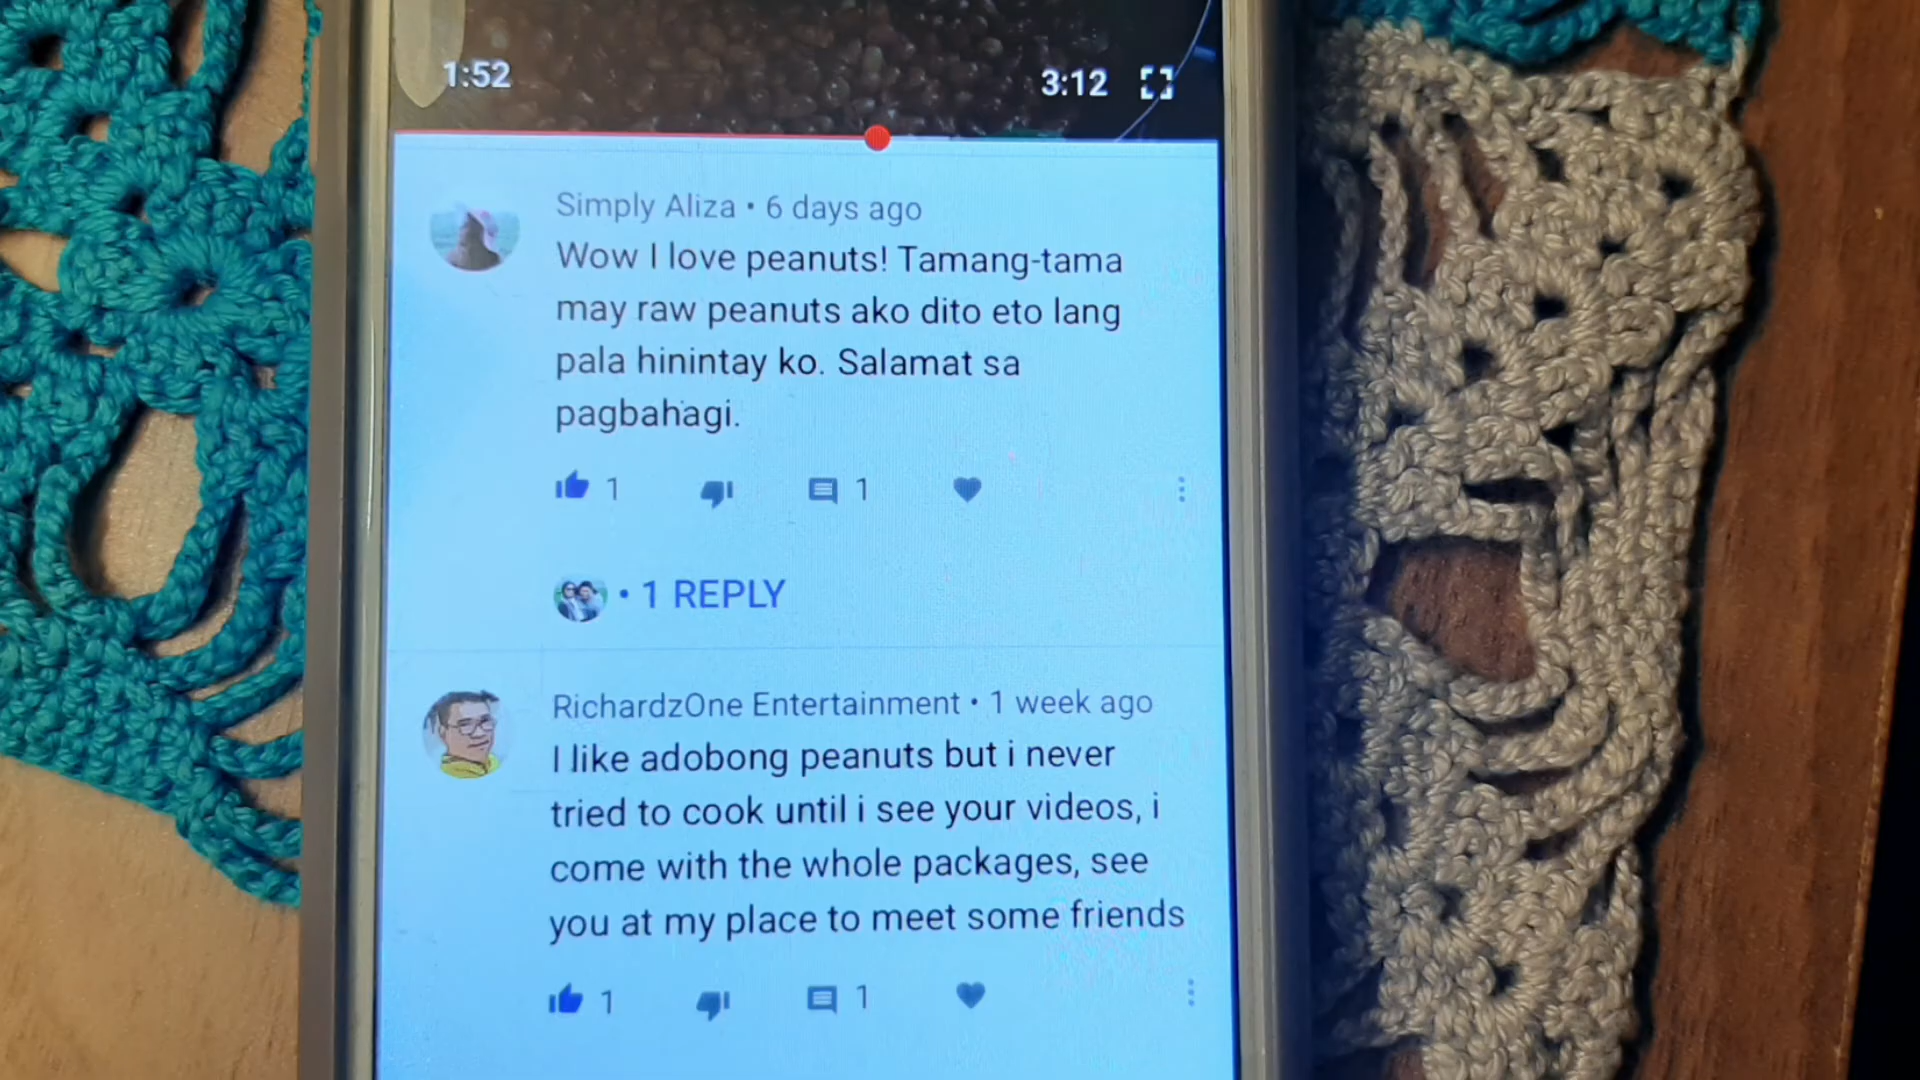 1:52
3:12
Simply Aliza • 6 days ago
Wow I love peanuts! Tamang-tama
may raw peanuts ako dito eto lang
pala hinintay ko. Salamat sa
pagbahagi.
1
1
• 1 REPLY
RichardzOne Entertainment • 1 week ago
I like adobong peanuts but i never
tried to cook until i see your videos, i
come with the whole packages, see
you at my place to meet some friends
1
1